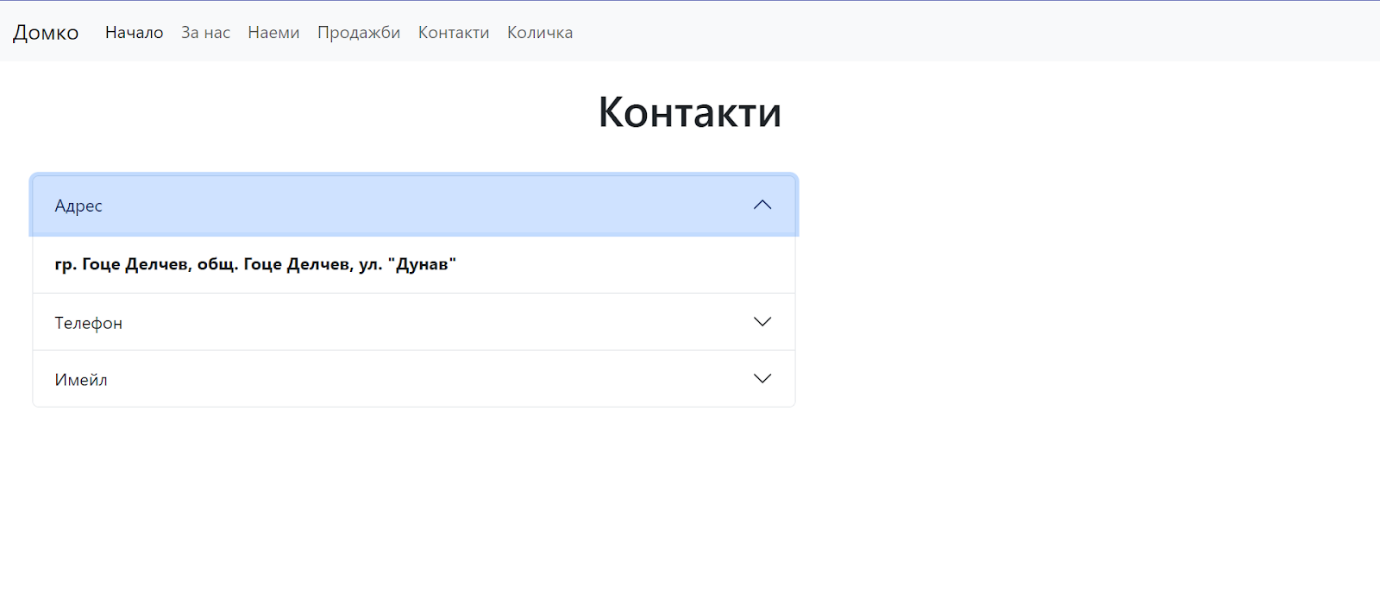 Домко Начало За нас Наеми Продажби Контакти Количка
Контакти
Адрес
гр. Гоце Делчев, общ. Гоце Делчев, ул. "Дунав"
Телефон
Имейл